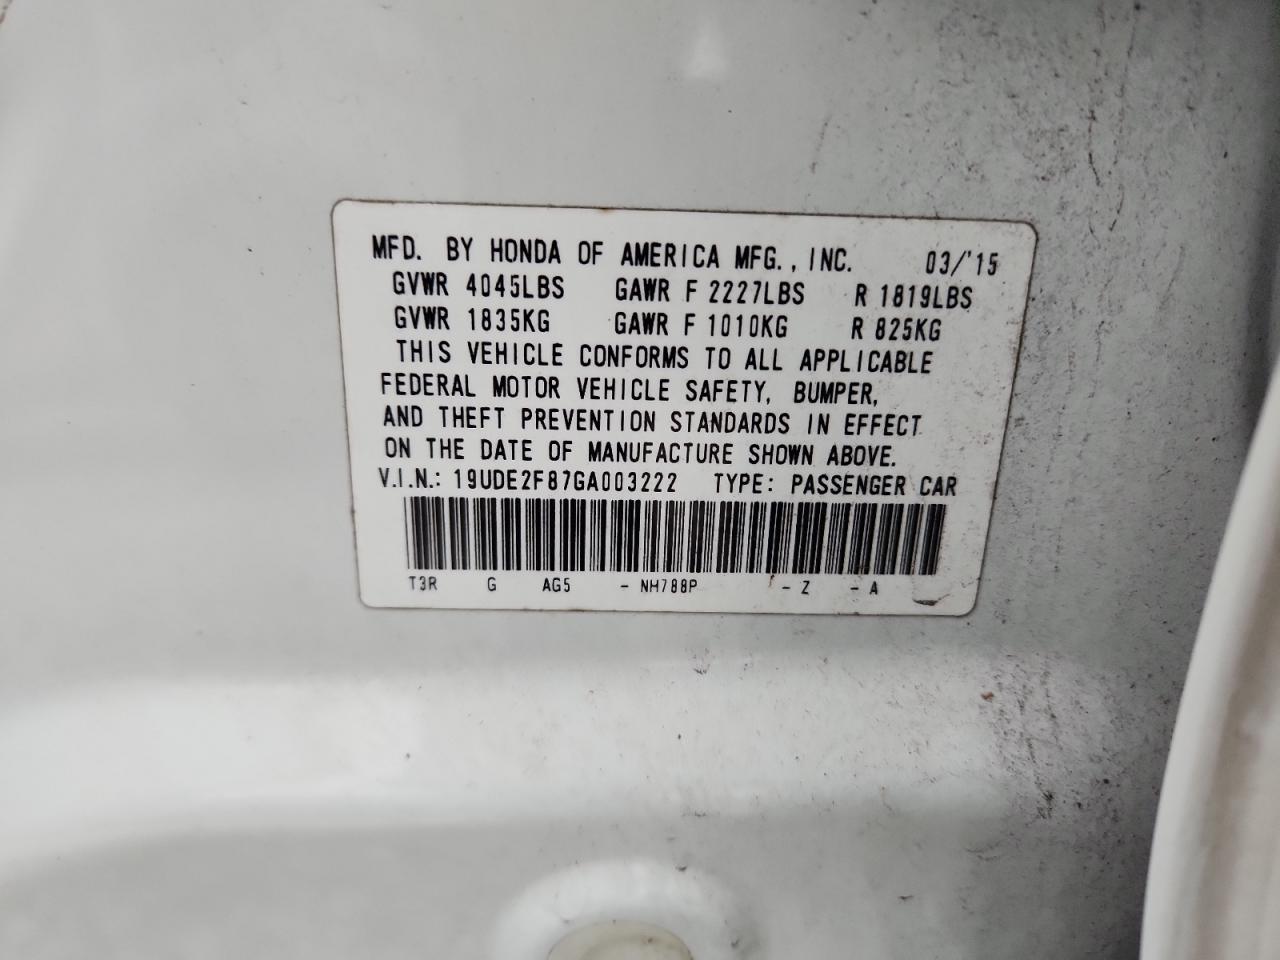 MFD. BY HONDA OF AMERICA MFG., INC. 03/'15
GVWR 4045LBS GAWR F 2227LBS R 1819LBS
GVWR 1835KG GAWR F 1010KG R 825KG
THIS VEHICLE CONFORMS TO ALL APPLICABLE
FEDERAL MOTOR VEHICLE SAFETY, BUMPER,
AND THEFT PREVENTION STANDARDS IN EFFECT
ON THE DATE OF MANUFACTURE SHOWN ABOVE.
V.I.N.: 19UDE2F87GA003222 TYPE: PASSENGER CAR
T3R G AG5 - NH788P - Z - A